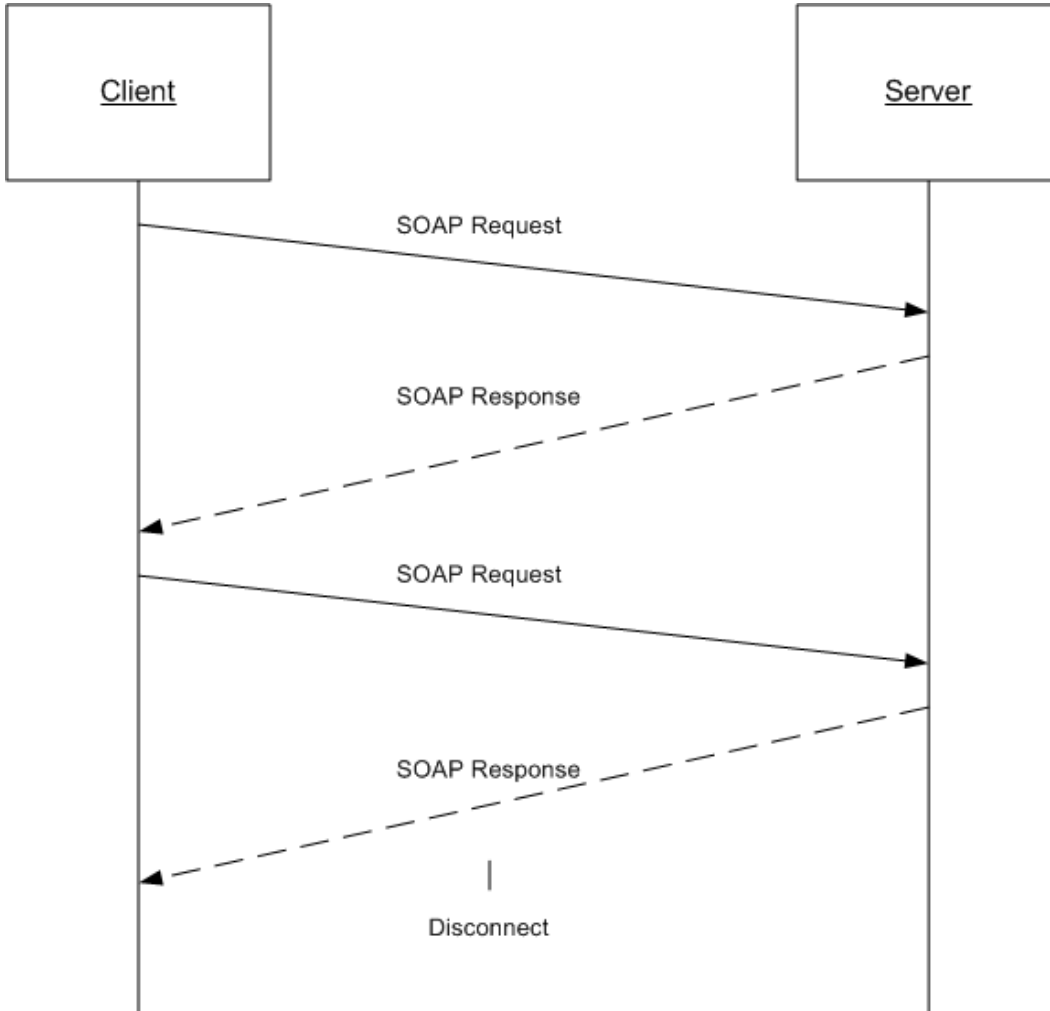 Client
Server
SOAP Request
SOAP Response
SOAP Request
SOAP Response
Disconnect